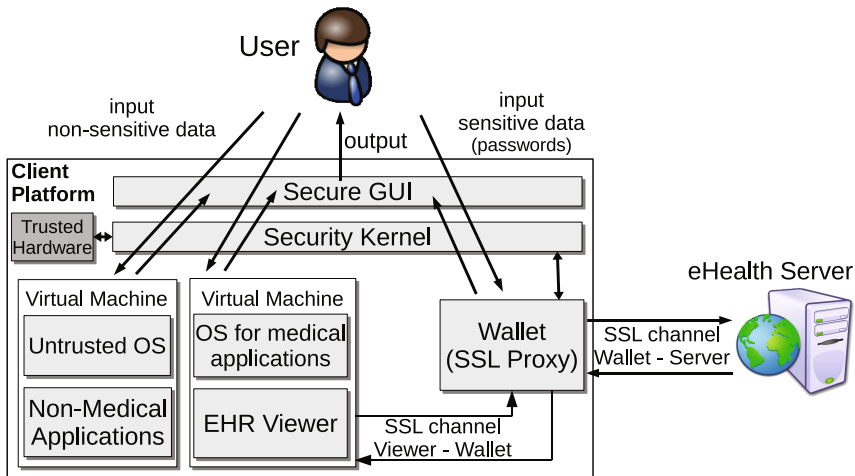 User
input
non-sensitive data
input
sensitive data
(passwords)
output
Client
Platform
Secure GUI
Trusted
Hardware
Security Kernel
eHealth Server
Virtual Machine
Untrusted OS
Non-Medical
Applications
Virtual Machine
OS for medical
applications
EHR Viewer
Wallet
(SSL Proxy)
SSL channel
Wallet - Server
SSL channel
Viewer - Wallet